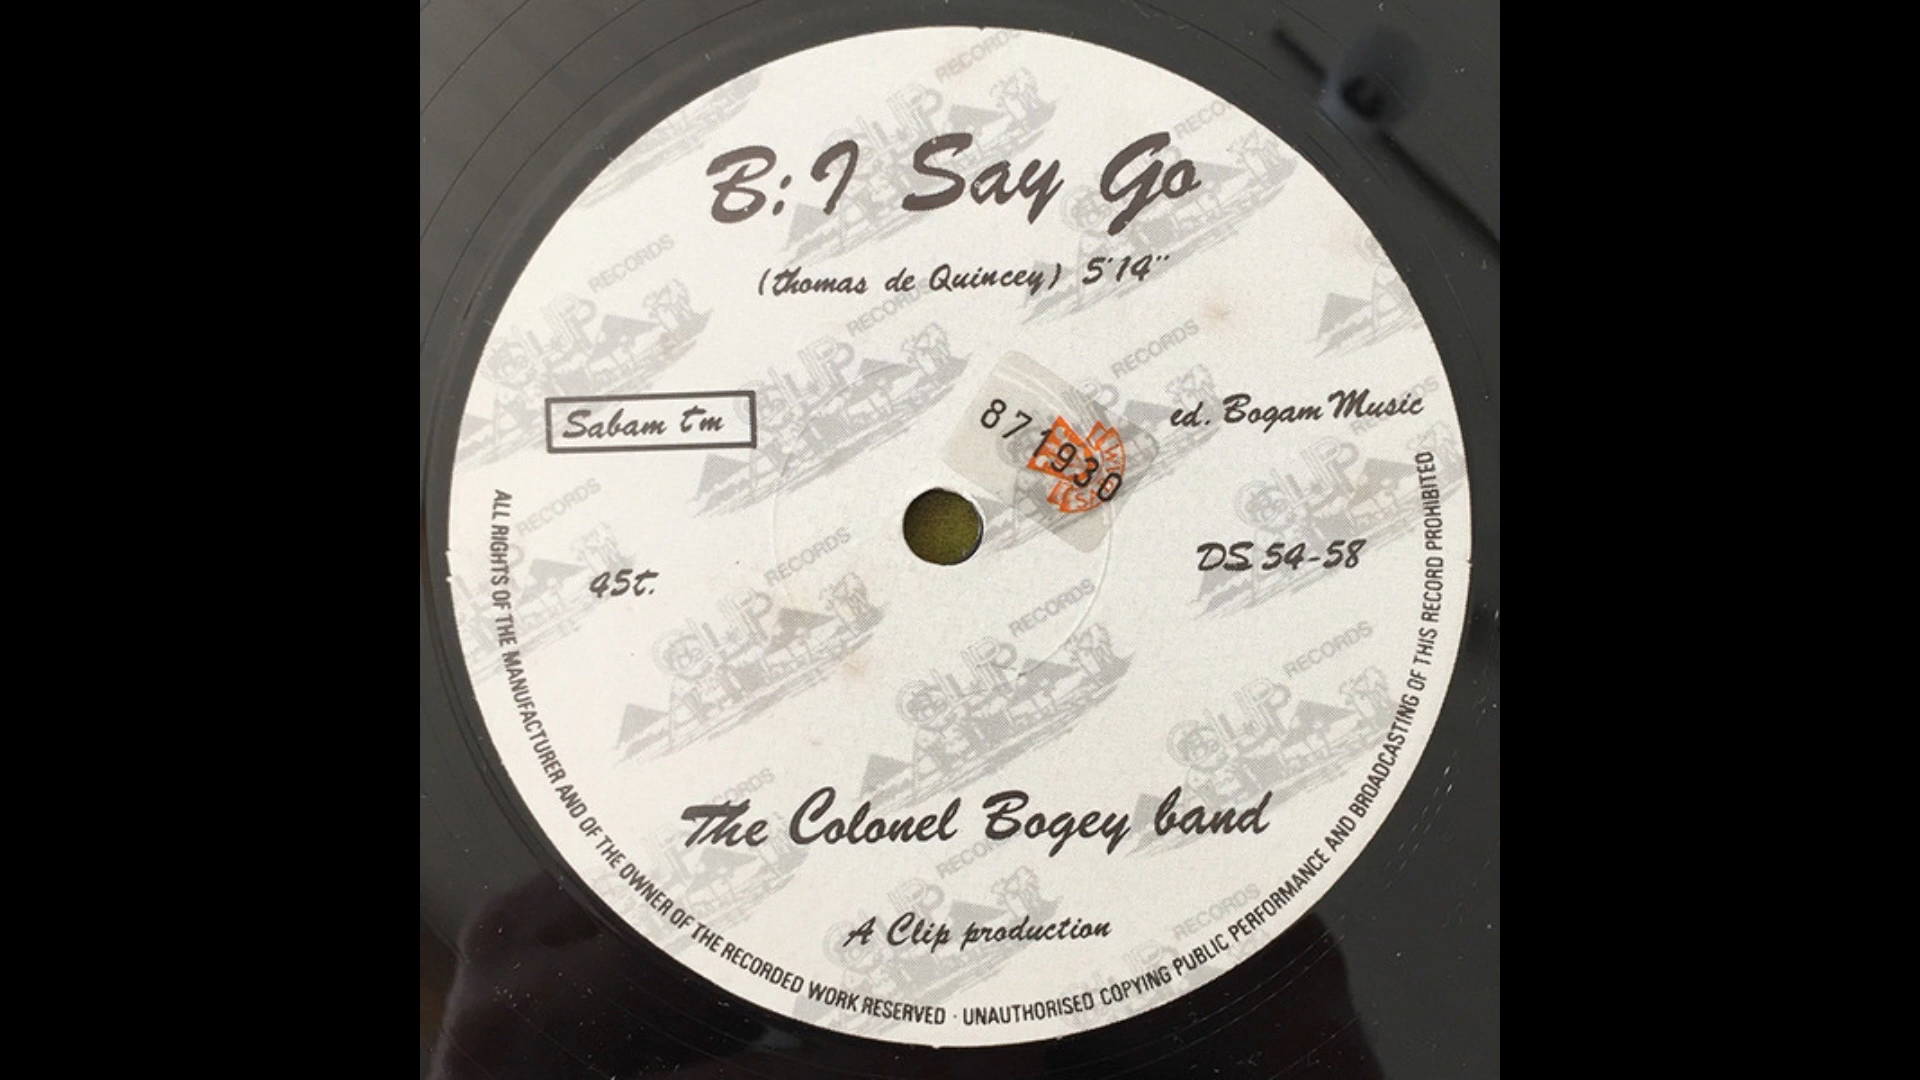 B: I Say Go
(Thomas de Quincey) 5'14"
Sabam tm
871930
ed. Bogam Music
45t.
DS 54-58
The Colonel Bogey band
A Clip production
ALL RIGHTS OF THE MANUFACTURER AND OF THE OWNER OF THE RECORDED WORK RESERVED · UNAUTHORISED COPYING PUBLIC PERFORMANCE AND BROADCASTING OF THIS RECORD PROHIBITED
CLIP RECORDS